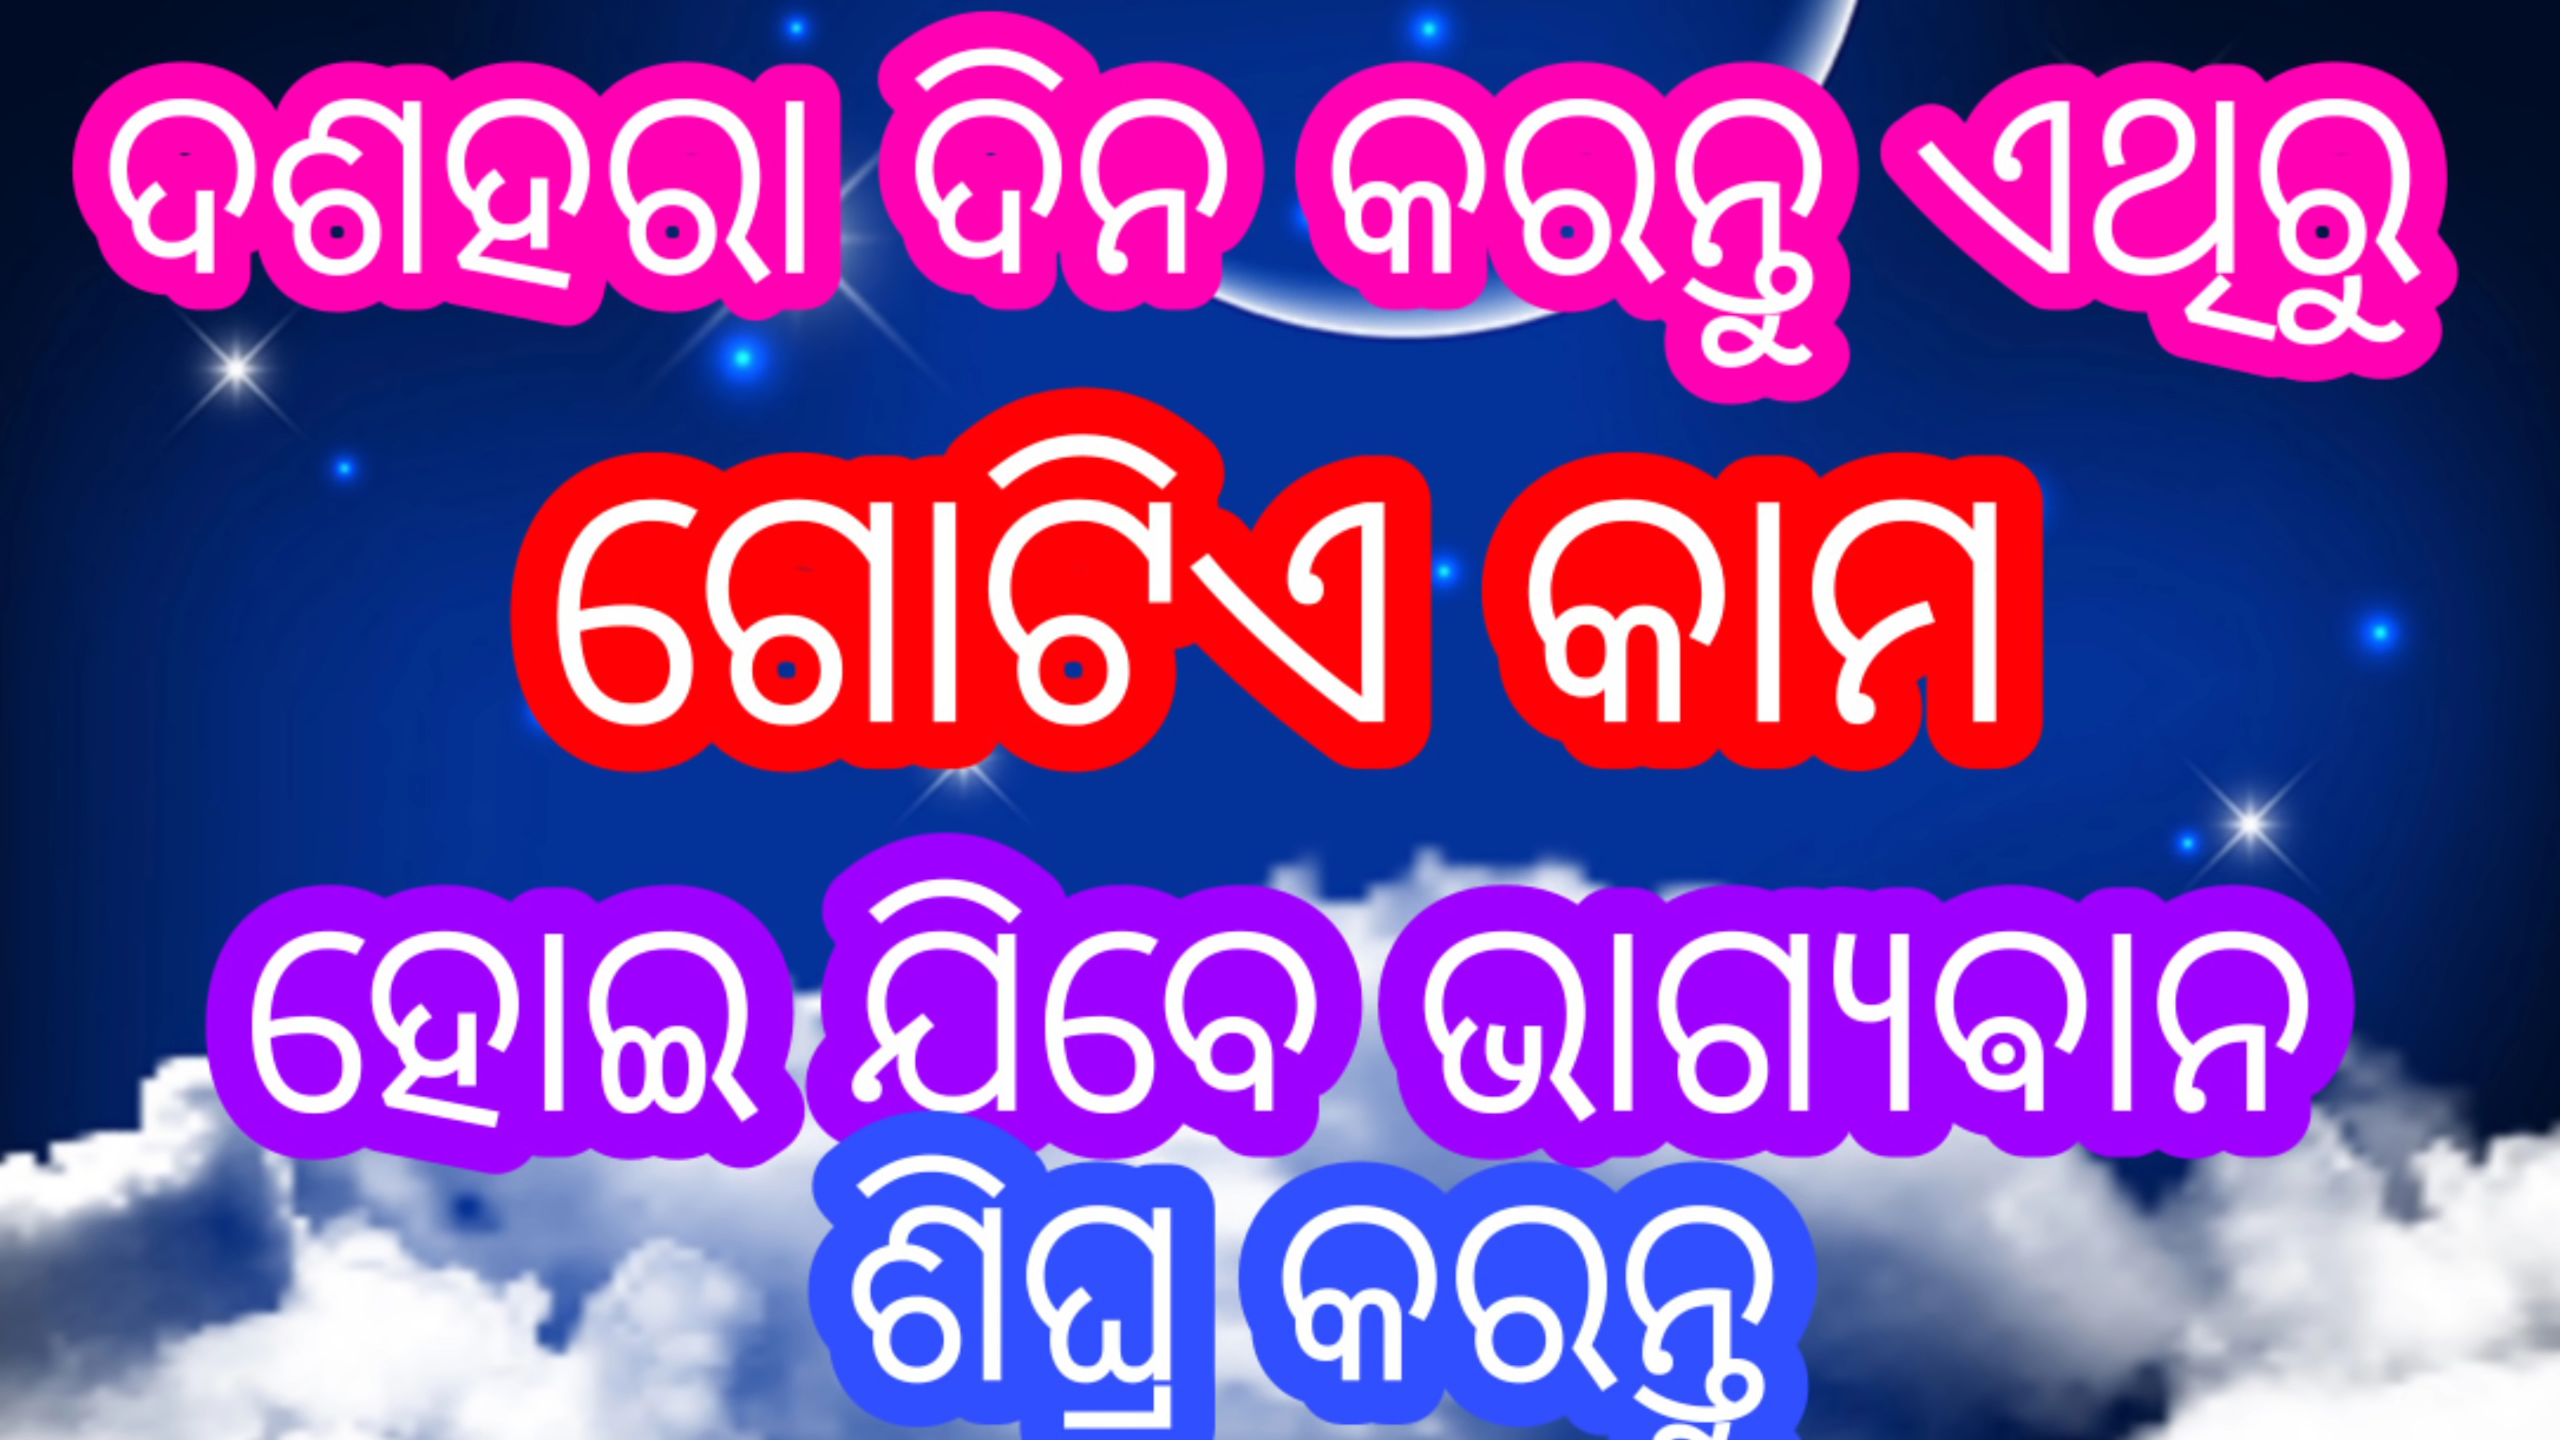 ଦଶହରା ଦିନ କରନ୍ତୁ ଏଥିରୁ
ଗୋଟିଏ କାମ
ହୋଇ ଯିବେ ଭାଗ୍ୟବାନ
ଶିଘ୍ର କରନ୍ତୁ